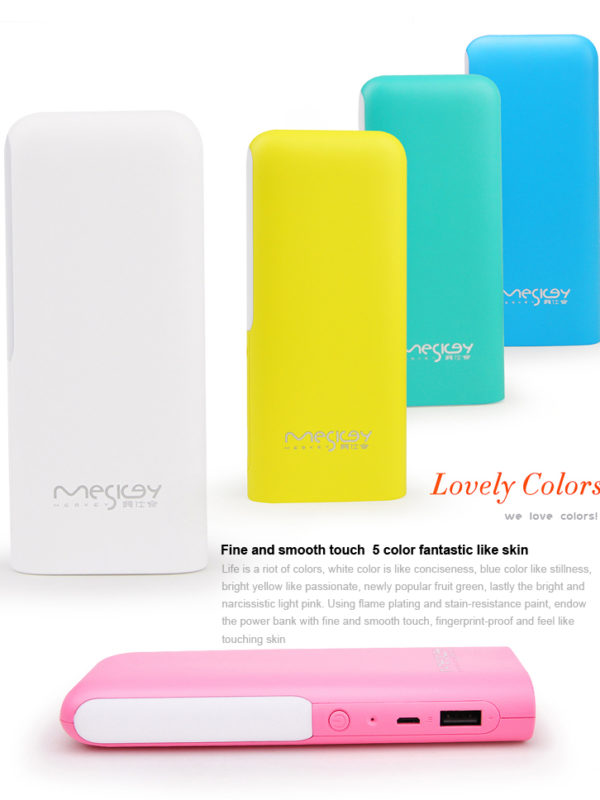 MESKEY
MESKEY
MESKEY
MESKEY
MESKEY
Lovely Colors
we love colors!
Fine and smooth touch 5 color fantastic like skin
Life is a riot of colors, white color is like conciseness, blue color like stillness,
bright yellow like passionate, newly popular fruit green, lastly the bright and
narcissistic light pink. Using flame plating and stain-resistance paint, endow
the power bank with fine and smooth touch, fingerprint-proof and feel like
touching skin
MESKEY